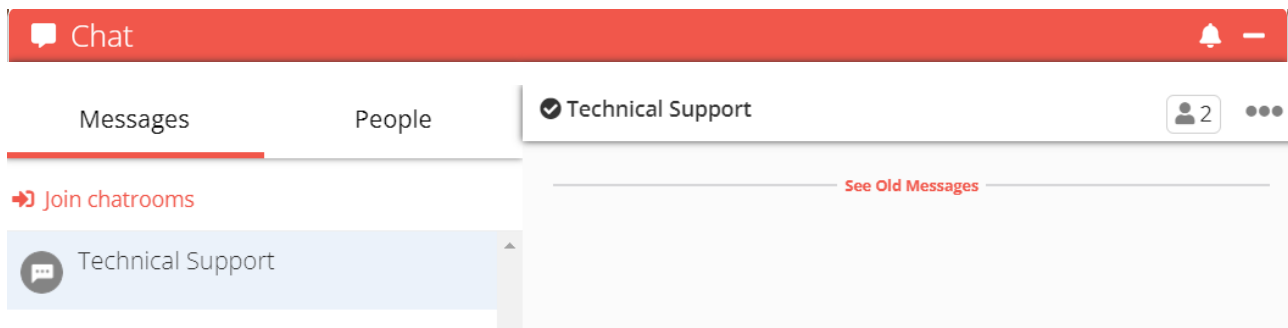 Chat
Messages
People
Technical Support
2
See Old Messages
Join chatrooms
Technical Support